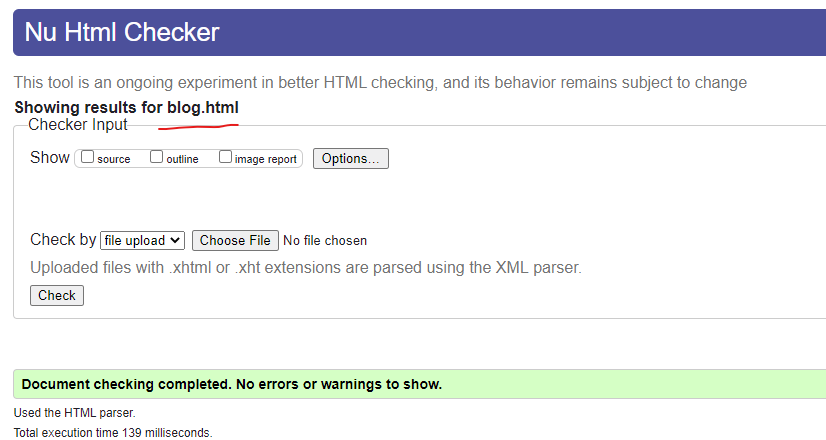 Nu Html Checker
This tool is an ongoing experiment in better HTML checking, and its behavior remains subject to change
Showing results for blog.html
Checker Input
Show source outline image report Options...
Check by file upload Choose File No file chosen
Uploaded files with .xhtml or .xht extensions are parsed using the XML parser.
Check
Document checking completed. No errors or warnings to show.
Used the HTML parser.
Total execution time 139 milliseconds.